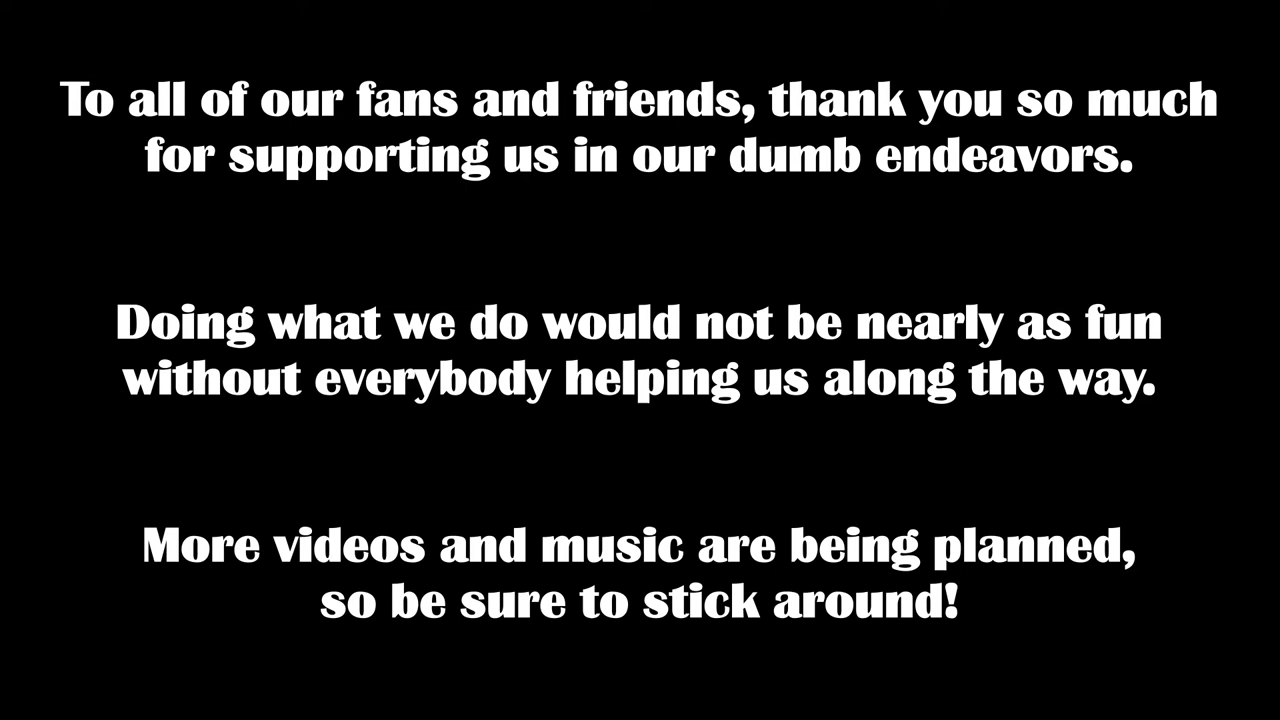 To all of our fans and friends, thank you so much
for supporting us in our dumb endeavors.
Doing what we do would not be nearly as fun
without everybody helping us along the way.
More videos and music are being planned,
so be sure to stick around!